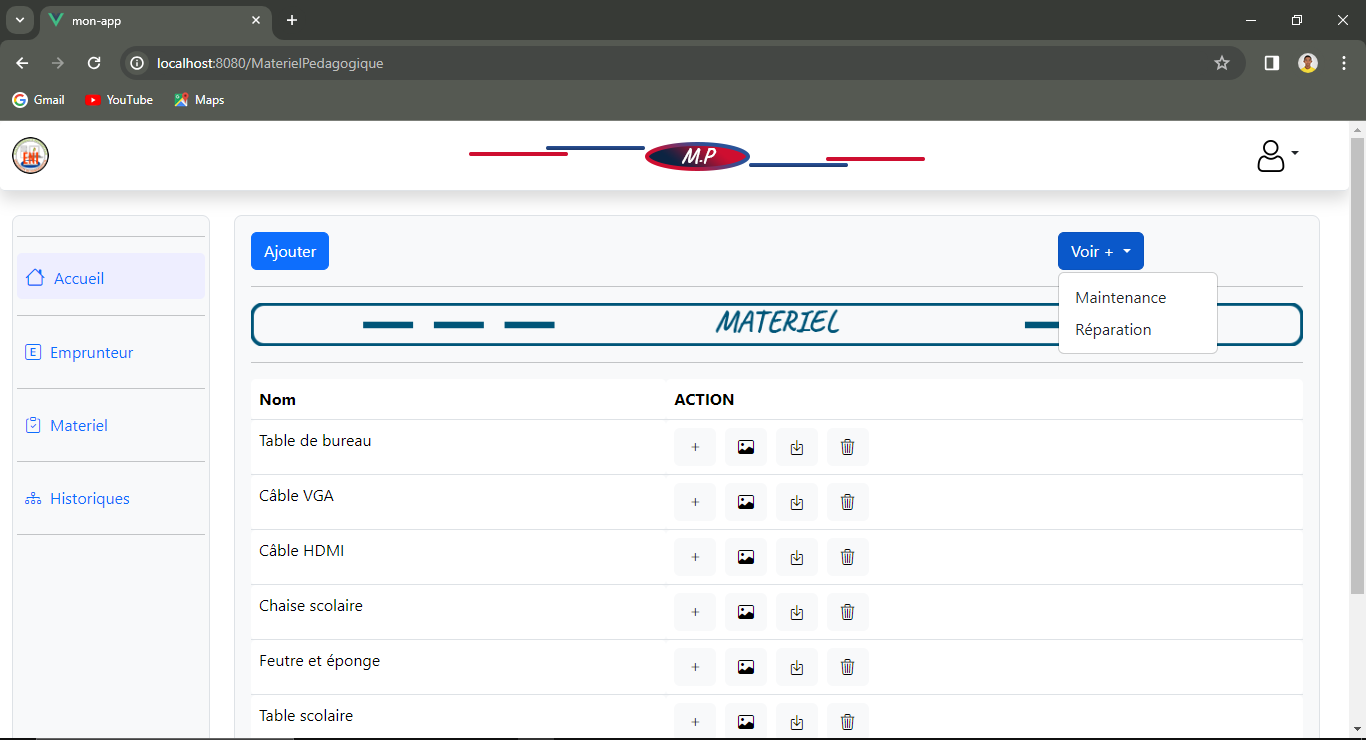 mon-app
localhost:8080/MaterielPedagogique
Gmail
YouTube
Maps
M.P
Ajouter
Voir +
Maintenance
Réparation
Accueil
E
Emprunteur
Materiel
Historiques
MATERIEL
Nom ACTION
Table de bureau +
Câble VGA +
Câble HDMI +
Chaise scolaire +
Feutre et éponge +
Table scolaire +